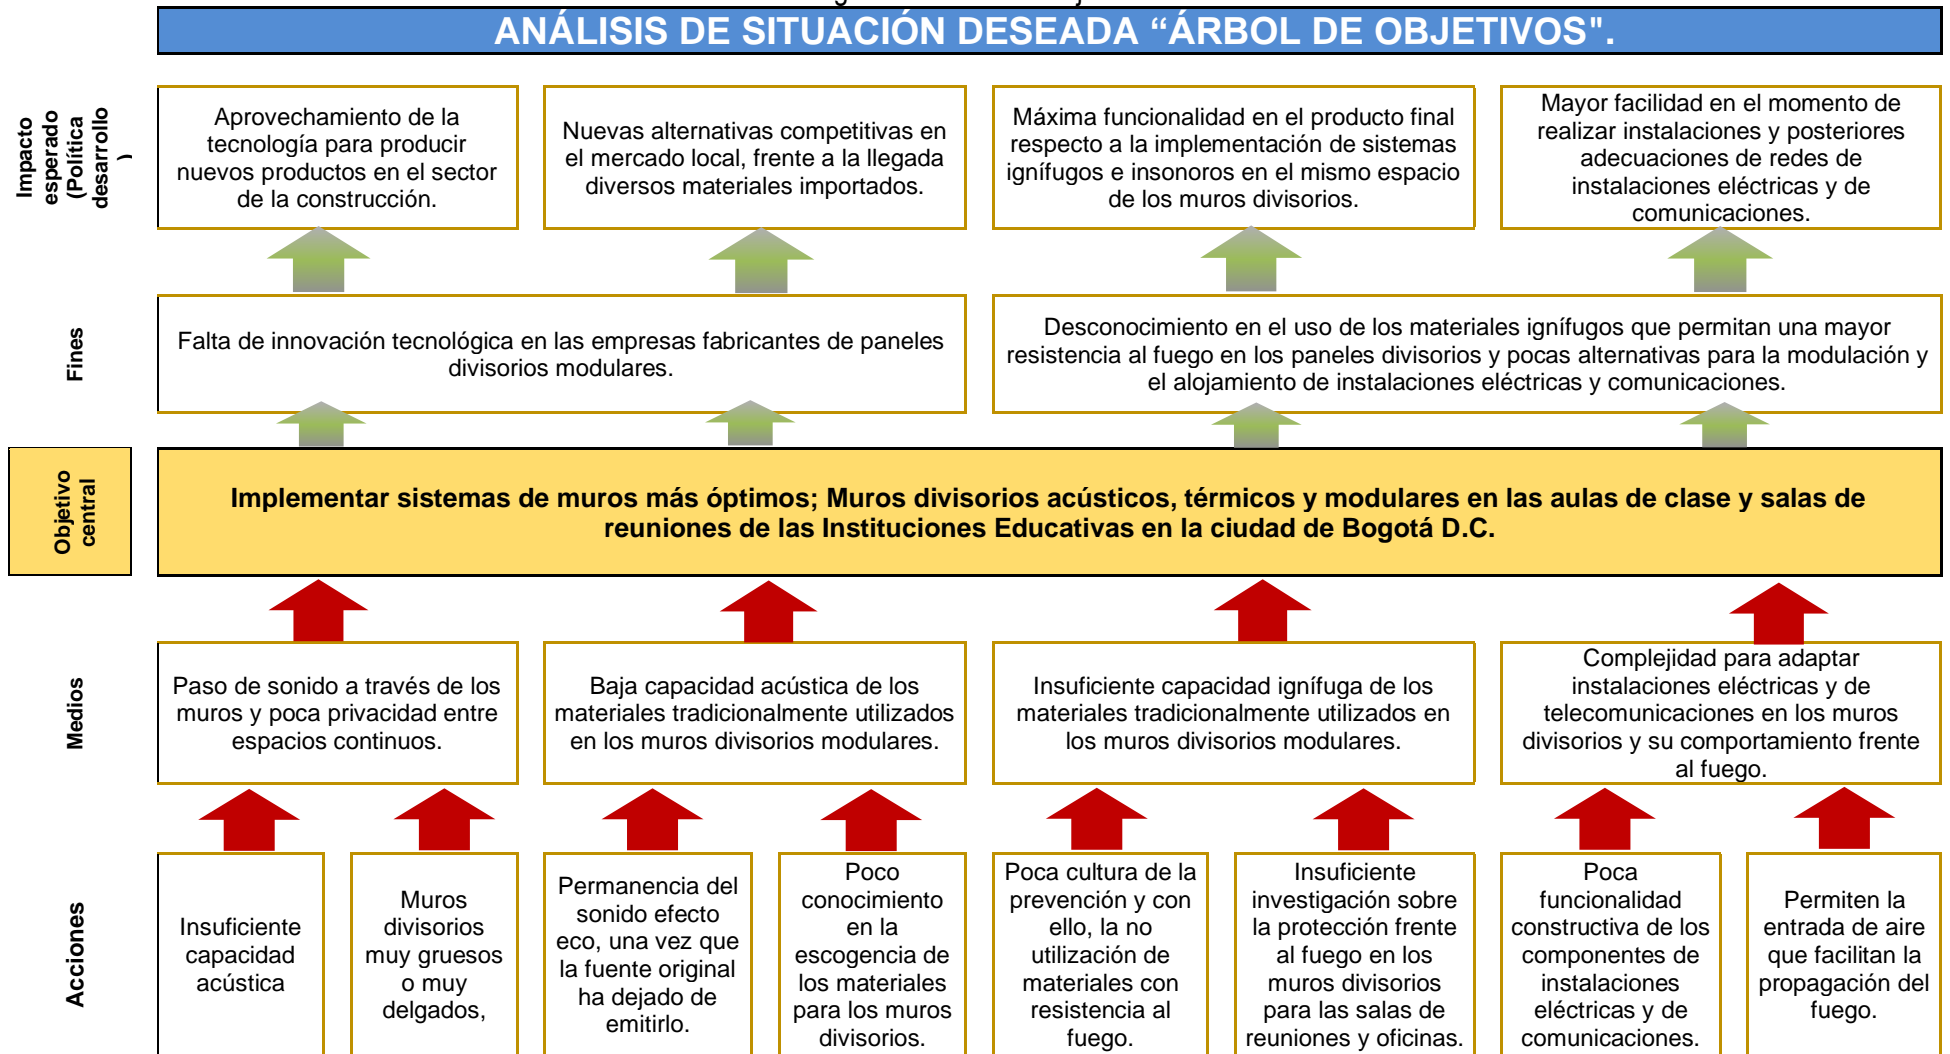 ANÁLISIS DE SITUACIÓN DESEADA “ÁRBOL DE OBJETIVOS".
Impacto
esperado
(Política
desarrollo
)
Aprovechamiento de la
tecnología para producir
nuevos productos en el sector
de la construcción.
Nuevas alternativas competitivas en
el mercado local, frente a la llegada
diversos materiales importados.
Máxima funcionalidad en el producto final
respecto a la implementación de sistemas
ignífugos e insonoros en el mismo espacio
de los muros divisorios.
Mayor facilidad en el momento de
realizar instalaciones y posteriores
adecuaciones de redes de
instalaciones eléctricas y de
comunicaciones.
Fines
Falta de innovación tecnológica en las empresas fabricantes de paneles
divisorios modulares.
Desconocimiento en el uso de los materiales ignífugos que permitan una mayor
resistencia al fuego en los paneles divisorios y pocas alternativas para la modulación y
el alojamiento de instalaciones eléctricas y comunicaciones.
Objetivo
central
Implementar sistemas de muros más óptimos; Muros divisorios acústicos, térmicos y modulares en las aulas de clase y salas de
reuniones de las Instituciones Educativas en la ciudad de Bogotá D.C.
Medios
Paso de sonido a través de los
muros y poca privacidad entre
espacios continuos.
Baja capacidad acústica de los
materiales tradicionalmente utilizados
en los muros divisorios modulares.
Insuficiente capacidad ignífuga de los
materiales tradicionalmente utilizados en
los muros divisorios modulares.
Complejidad para adaptar
instalaciones eléctricas y de
telecomunicaciones en los muros
divisorios y su comportamiento frente
al fuego.
Acciones
Insuficiente
capacidad
acústica
Muros
divisorios
muy gruesos
o muy
delgados,
Permanencia del
sonido efecto
eco, una vez que
la fuente original
ha dejado de
emitirlo.
Poco
conocimiento
en la
escogencia de
los materiales
para los muros
divisorios.
Poca cultura de la
prevención y con
ello, la no
utilización de
materiales con
resistencia al
fuego.
Insuficiente
investigación sobre
la protección frente
al fuego en los
muros divisorios
para las salas de
reuniones y oficinas.
Poca
funcionalidad
constructiva de los
componentes de
instalaciones
eléctricas y de
comunicaciones.
Permiten la
entrada de aire
que facilitan la
propagación del
fuego.